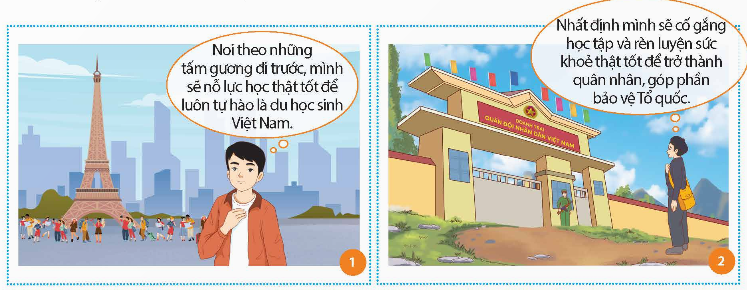 Noi theo những
tấm gương đi trước, mình
sẽ nỗ lực học thật tốt để
luôn tự hào là du học sinh
Việt Nam.
1
Nhất định mình sẽ cố gắng
học tập và rèn luyện sức
khoẻ thật tốt để trở thành
quân nhân, góp phần
bảo vệ Tổ quốc.
DOANH TRẠI
QUÂN ĐỘI NHÂN DÂN VIỆT NAM
2